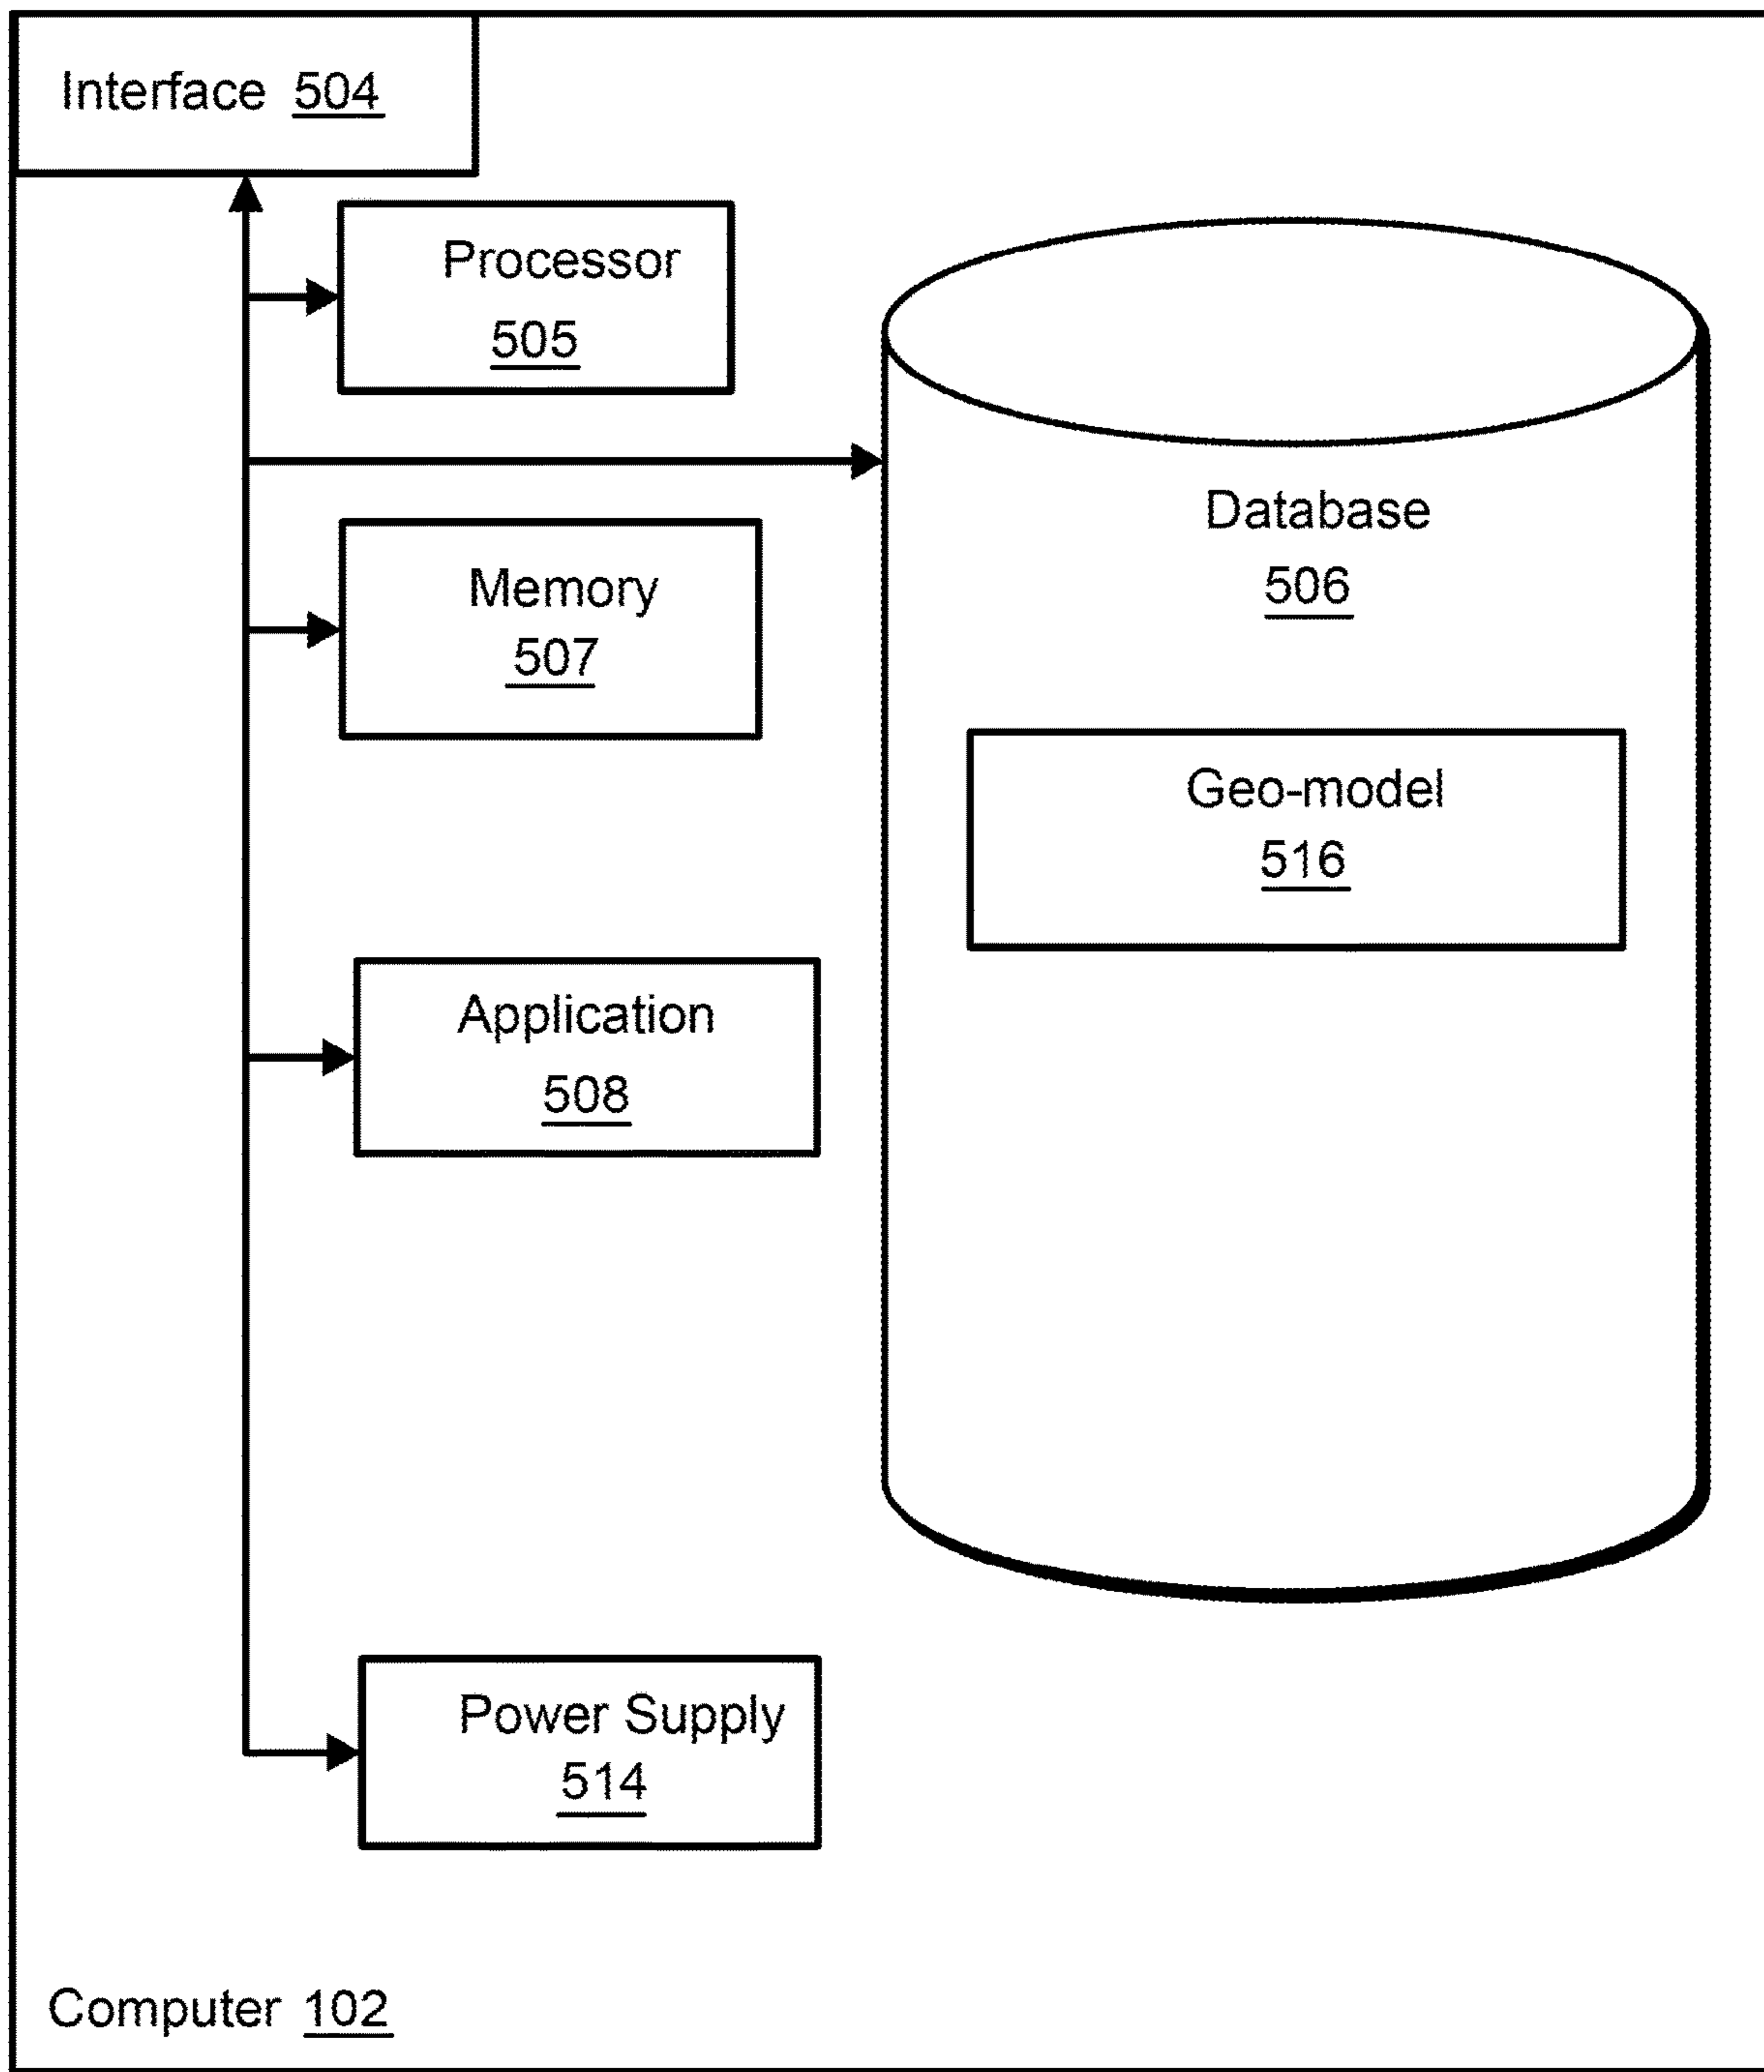 Interface 504
Processor
505
Database
506
Memory
507
Geo-model
516
Application
508
Power Supply
514
Computer 102